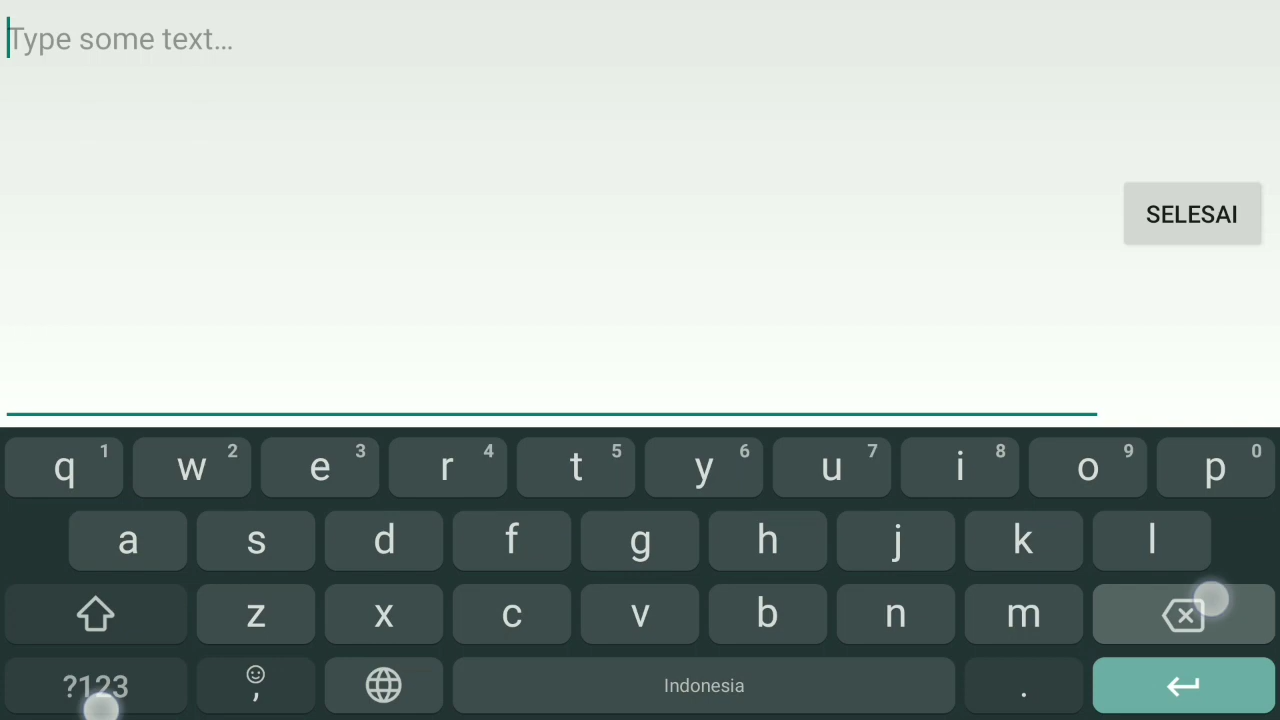 Type some text...
SELESAI
q 1 w 2 e 3 r 4 t 5 y 6 u 7 i 8 o 9 p 0
a s d f g h j k l
z x c v b n m
?123 , Indonesia .